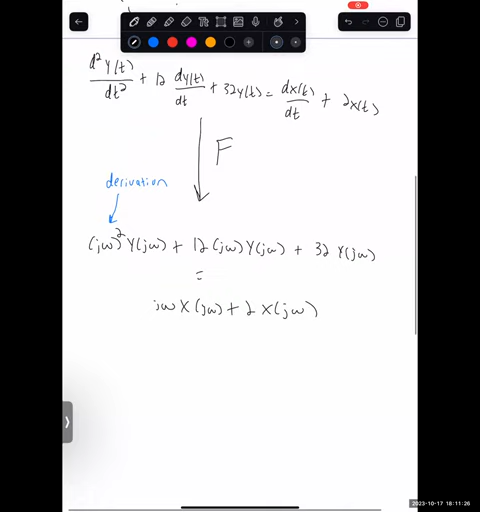 d²y(t)/dt² + 12 dy(t)/dt + 32y(t) = dx(t)/dt + 2x(t)
F
derivation
(jω)² Y(jω) + 12 (jω) Y(jω) + 32 Y(jω)
=
jω X(jω) + 2 X(jω)
2023-10-17 18:11:26